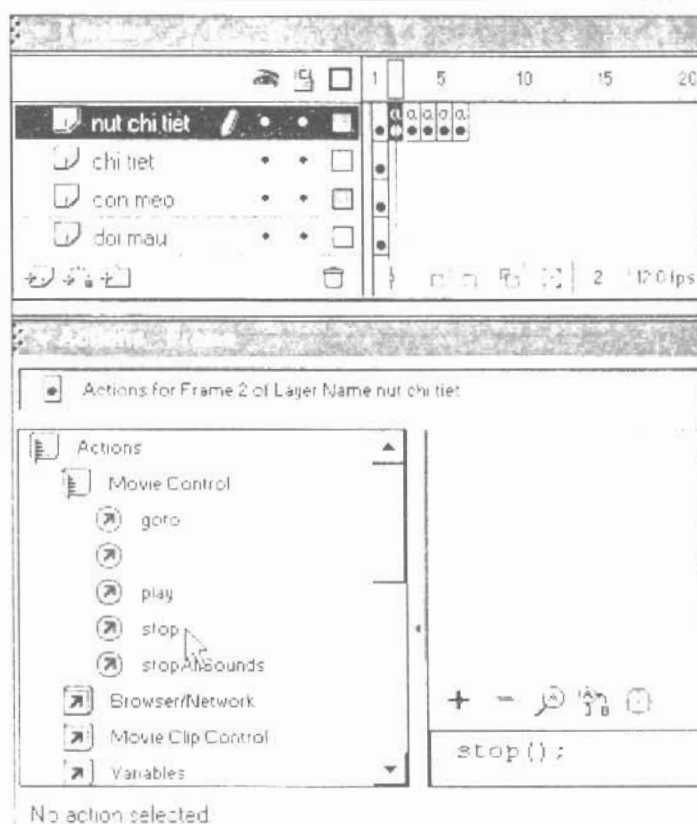 1 5 10 15 20
nut chi tiet
a a a a a
chi tiet
con meo
doi mau
2 12.0 fps
Actions for Frame 2 of Layer Name nut chi tiet
Actions
Movie Control
goto
play
stop
stopAllSounds
Browser/Network
Movie Clip Control
Variables
stop();
No action selected.